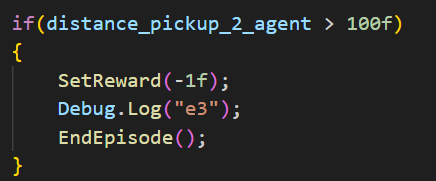 if(distance_pickup_2_agent > 100f)
{
SetReward(-1f);
Debug.Log("e3");
EndEpisode();
}